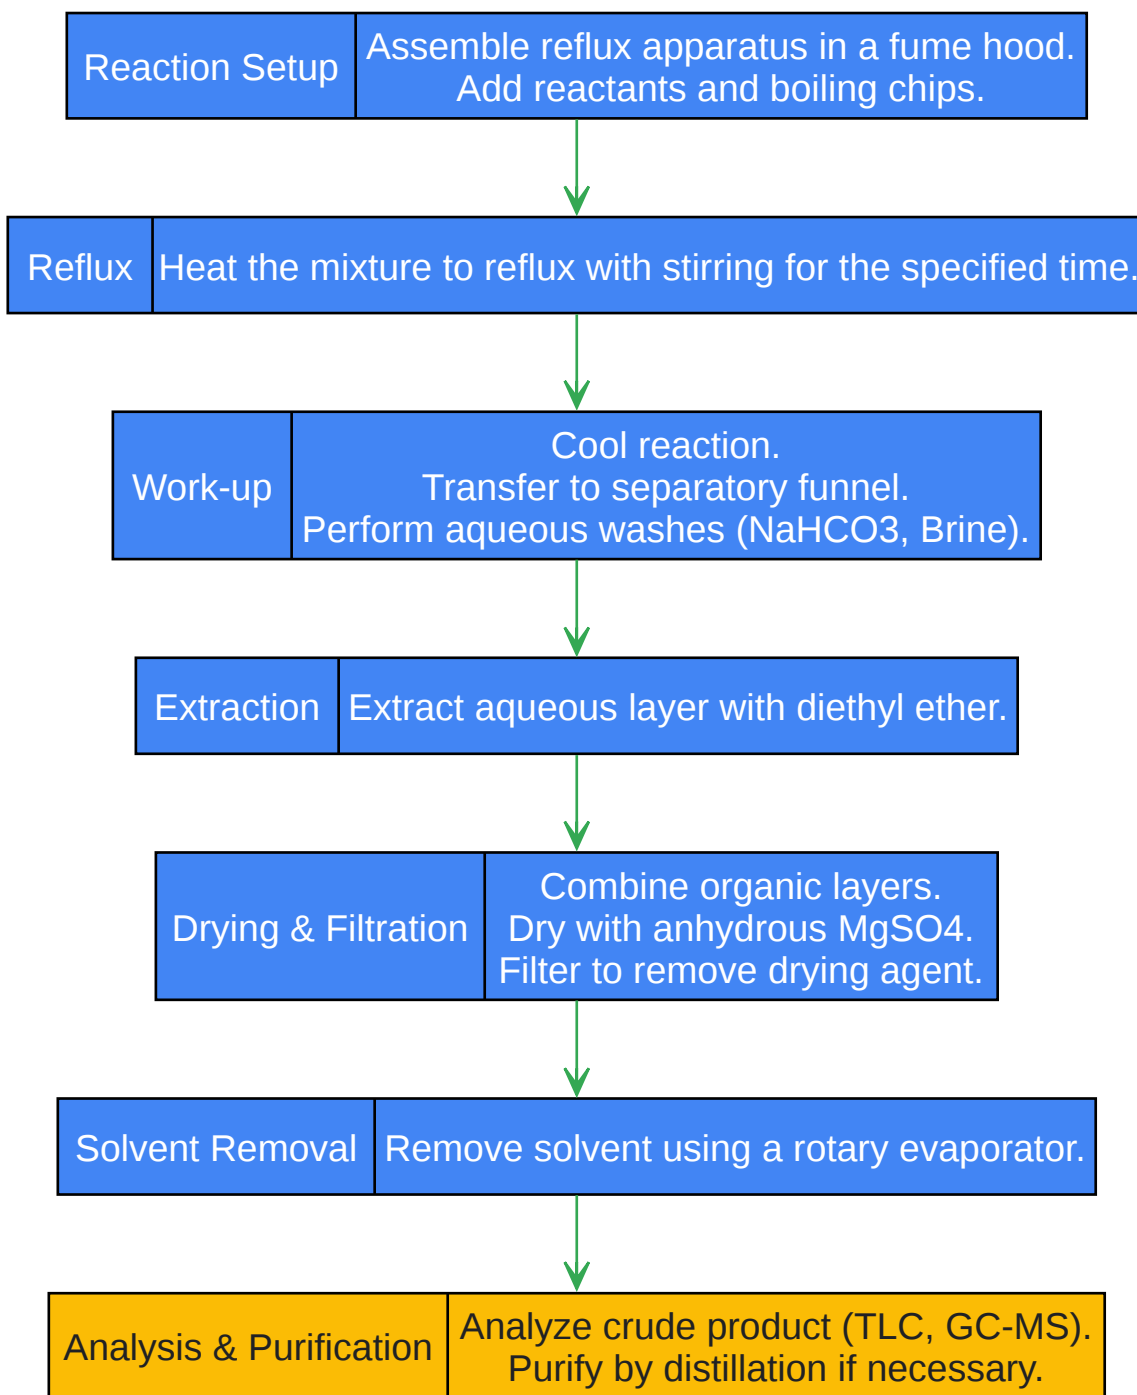 Reaction Setup
Assemble reflux apparatus in a fume hood.
Add reactants and boiling chips.
Reflux
Heat the mixture to reflux with stirring for the specified time.
Work-up
Cool reaction.
Transfer to separatory funnel.
Perform aqueous washes (NaHCO3, Brine).
Extraction
Extract aqueous layer with diethyl ether.
Drying & Filtration
Combine organic layers.
Dry with anhydrous MgSO4.
Filter to remove drying agent.
Solvent Removal
Remove solvent using a rotary evaporator.
Analysis & Purification
Analyze crude product (TLC, GC-MS).
Purify by distillation if necessary.